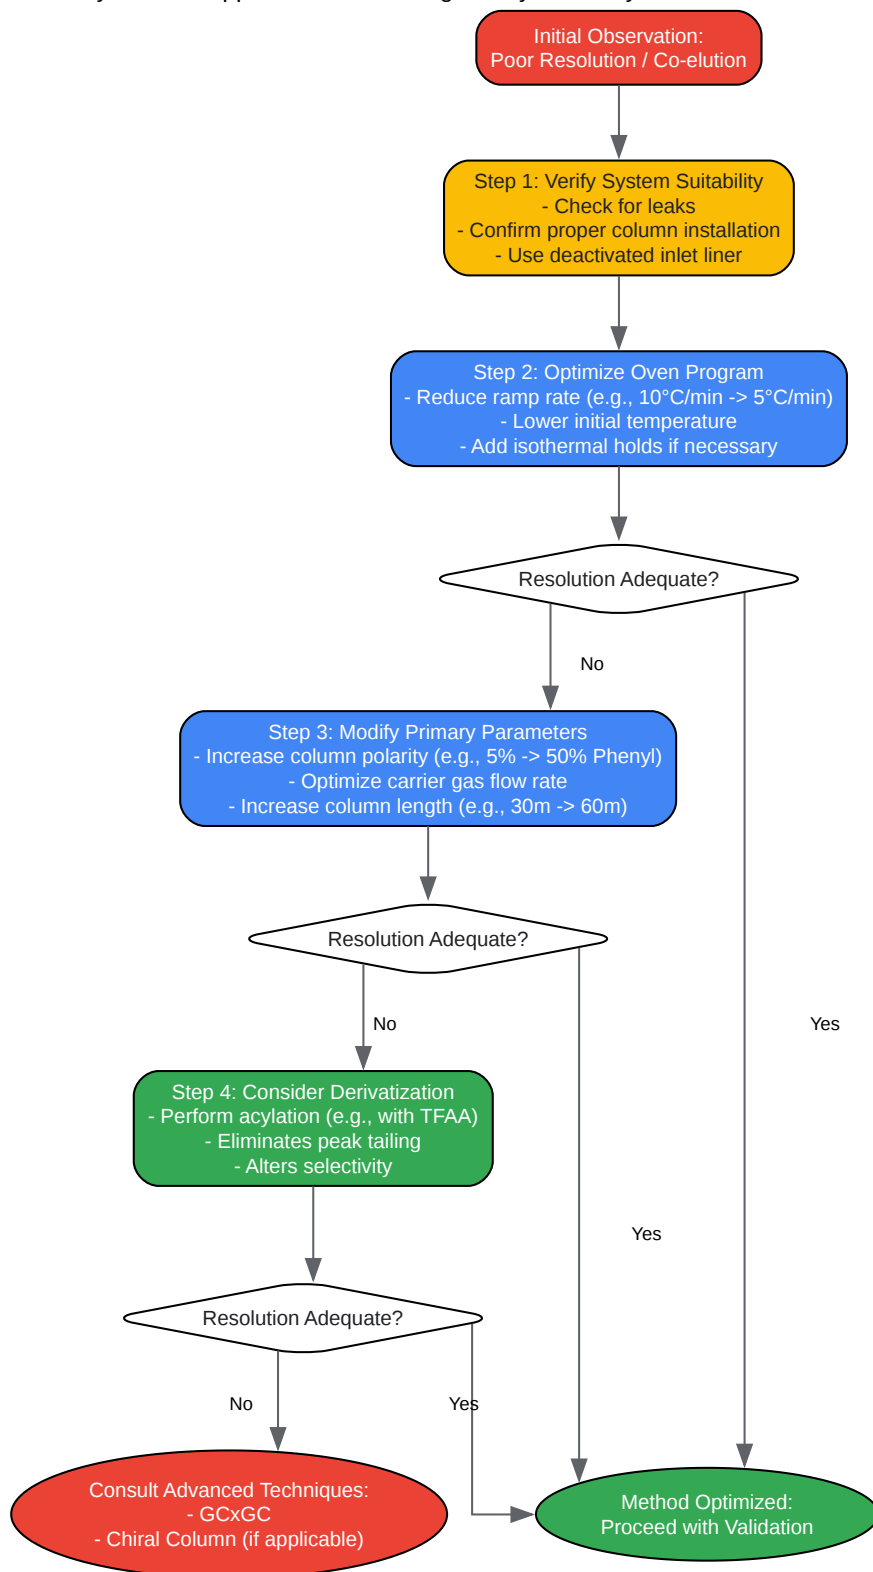 Initial Observation:
Poor Resolution / Co-elution
Step 1: Verify System Suitability
- Check for leaks
- Confirm proper column installation
- Use deactivated inlet liner
Step 2: Optimize Oven Program
- Reduce ramp rate (e.g., 10°C/min -> 5°C/min)
- Lower initial temperature
- Add isothermal holds if necessary
Resolution Adequate?
No
Step 3: Modify Primary Parameters
- Increase column polarity (e.g., 5% -> 50% Phenyl)
- Optimize carrier gas flow rate
- Increase column length (e.g., 30m -> 60m)
Resolution Adequate?
No
Yes
Step 4: Consider Derivatization
- Perform acylation (e.g., with TFAA)
- Eliminates peak tailing
- Alters selectivity
Yes
Resolution Adequate?
No
Yes
Consult Advanced Techniques:
- GCxGC
- Chiral Column (if applicable)
Method Optimized:
Proceed with Validation